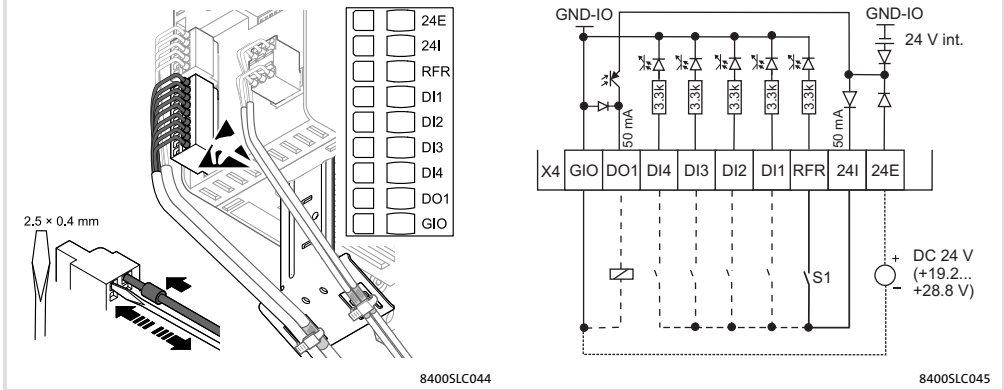 24E
24I
RFR
DI1
DI2
DI3
DI4
DO1
GIO
2.5 × 0.4 mm
8400SLC044
GND-IO
GND-IO
24 V int.
3.3k
3.3k
3.3k
3.3k
3.3k
50 mA
50 mA
X4 GIO DO1 DI4 DI3 DI2 DI1 RFR 24I 24E
S1
+
DC 24 V
(+19.2...
+28.8 V)
–
8400SLC045